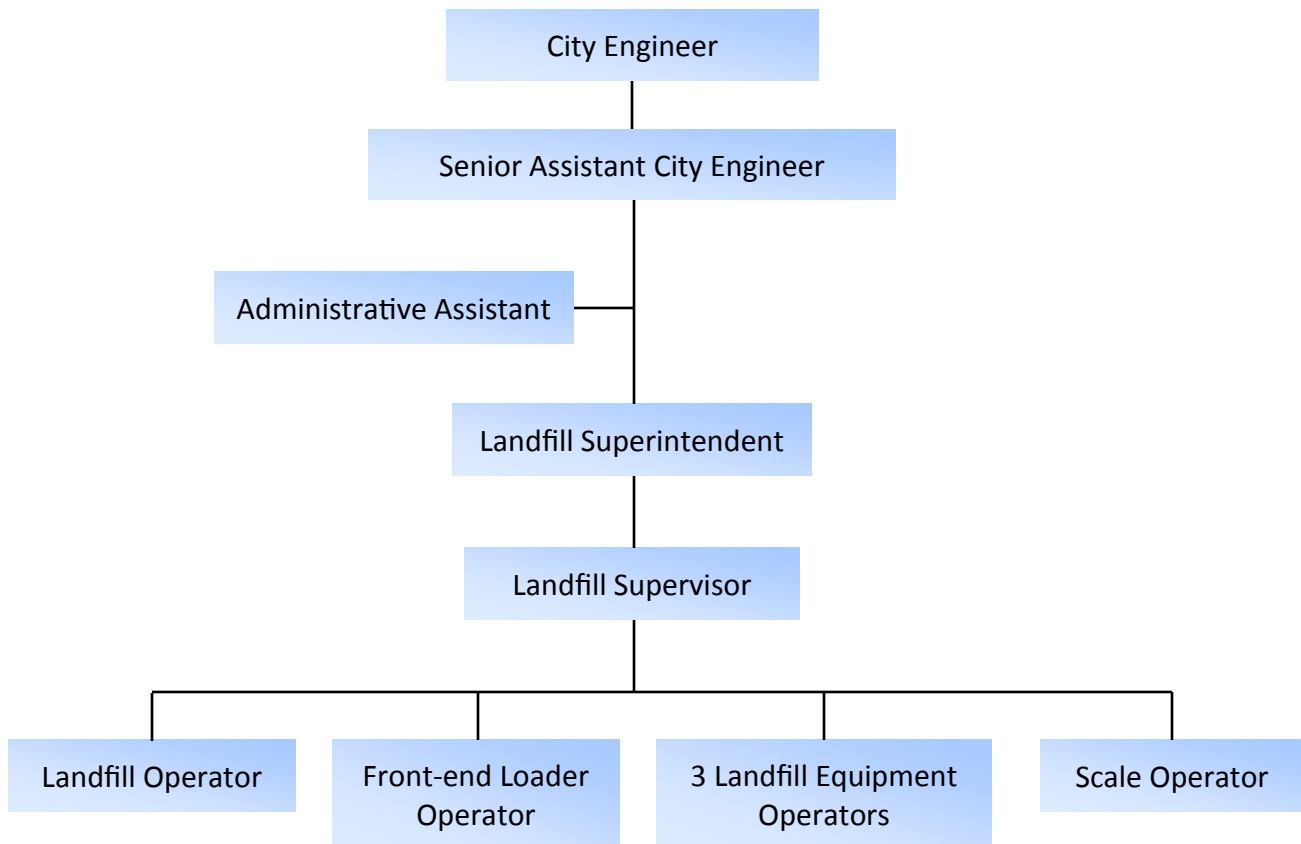 City Engineer
Senior Assistant City Engineer
Administrative Assistant
Landfill Superintendent
Landfill Supervisor
Landfill Operator
Front-end Loader
Operator
3 Landfill Equipment
Operators
Scale Operator